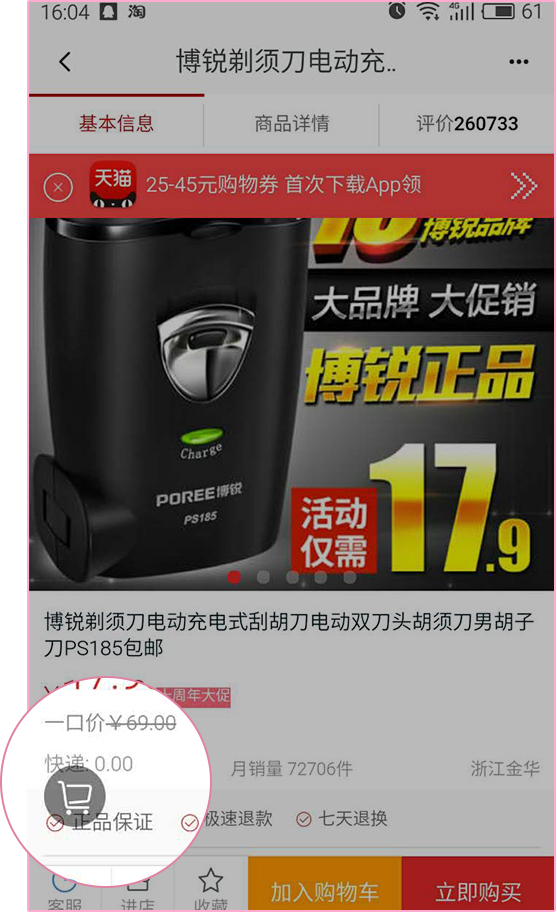 16:04 淘 4G 61
博锐剃须刀电动充..
基本信息 商品详情 评价260733
天猫 25-45元购物券 首次下载App领
博锐品牌
大品牌 大促销
博锐正品
Charge
POREE博锐
PS185
活动
仅需
17.9
博锐剃须刀电动充电式刮胡刀电动双刀头胡须刀男胡子
刀PS185包邮
周年大促
一口价￥69.00
快递: 0.00 月销量 72706件 浙江金华
正品保证 极速退款 七天退换
客服 进店 收藏 加入购物车 立即购买